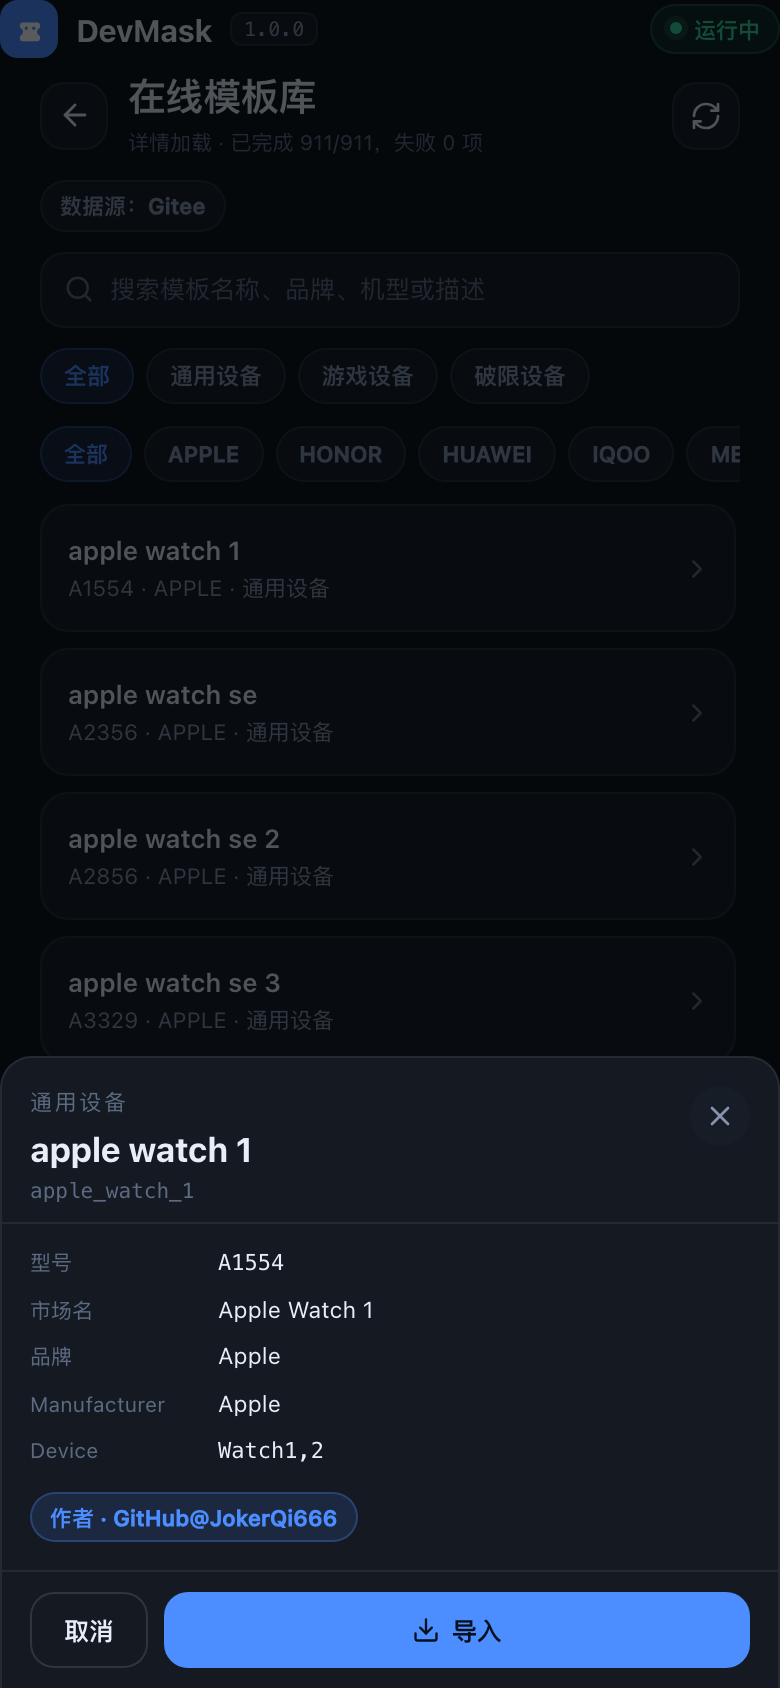 DevMask 1.0.0 运行中
在线模板库
详情加载 · 已完成 911/911，失败 0 项
数据源：Gitee
搜索模板名称、品牌、机型或描述
全部 通用设备 游戏设备 破限设备
全部 APPLE HONOR HUAWEI IQOO ME
apple watch 1
A1554 · APPLE · 通用设备
apple watch se
A2356 · APPLE · 通用设备
apple watch se 2
A2856 · APPLE · 通用设备
apple watch se 3
A3329 · APPLE · 通用设备
通用设备
apple watch 1
apple_watch_1
型号 A1554
市场名 Apple Watch 1
品牌 Apple
Manufacturer Apple
Device Watch1,2
作者 · GitHub@JokerQi666
取消 导入